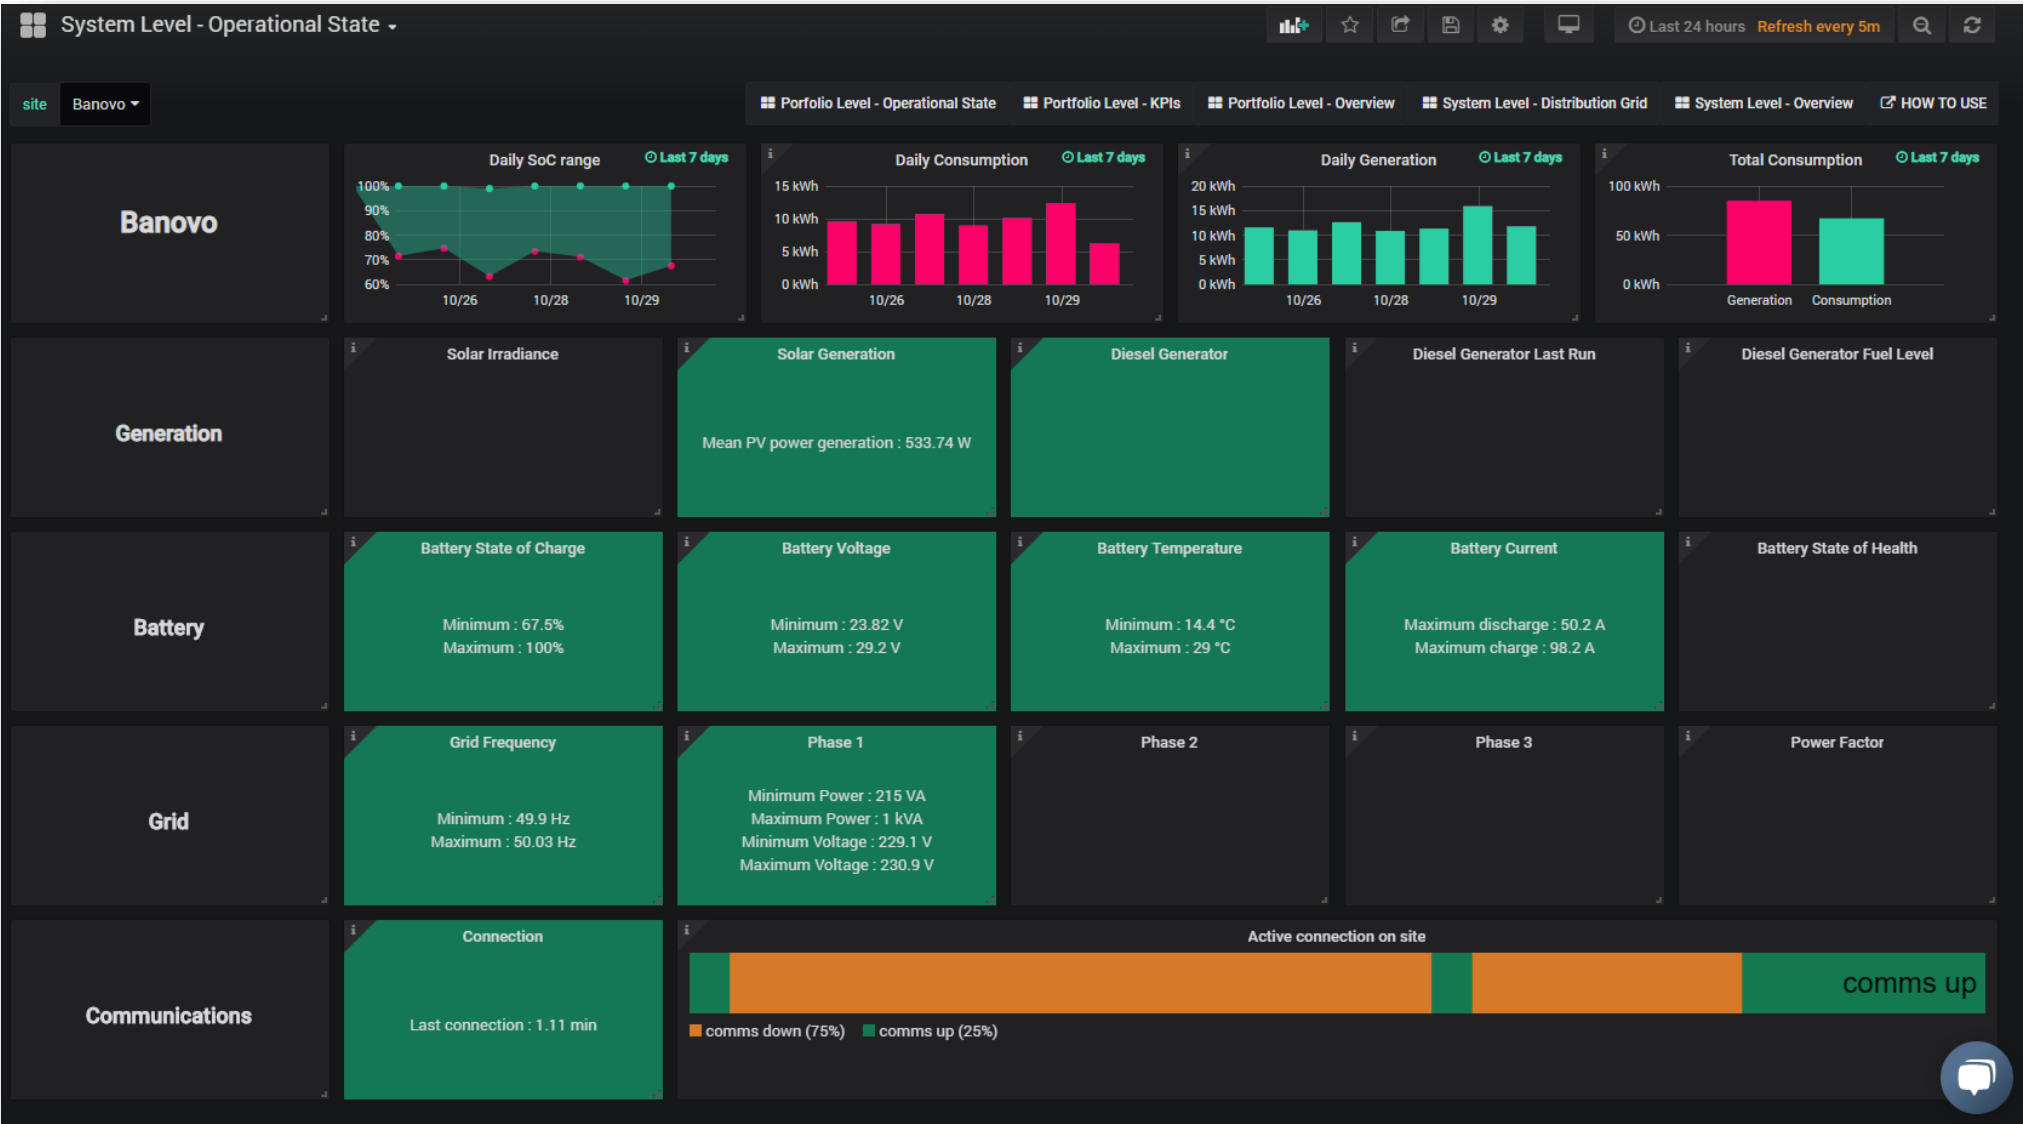 System Level - Operational State
Last 24 hours Refresh every 5m
site Banovo
Porfolio Level - Operational State Portfolio Level - KPIs Portfolio Level - Overview System Level - Distribution Grid System Level - Overview HOW TO USE
Banovo
Daily SoC range Last 7 days
100%
90%
80%
70%
60%
10/26 10/28 10/29
Daily Consumption Last 7 days
15 kWh
10 kWh
5 kWh
0 kWh
10/26 10/28 10/29
Daily Generation Last 7 days
20 kWh
15 kWh
10 kWh
5 kWh
0 kWh
10/26 10/28 10/29
Total Consumption Last 7 days
100 kWh
50 kWh
0 kWh
Generation Consumption
Generation
Solar Irradiance
Solar Generation
Mean PV power generation : 533.74 W
Diesel Generator
Diesel Generator Last Run
Diesel Generator Fuel Level
Battery
Battery State of Charge
Minimum : 67.5%
Maximum : 100%
Battery Voltage
Minimum : 23.82 V
Maximum : 29.2 V
Battery Temperature
Minimum : 14.4 °C
Maximum : 29 °C
Battery Current
Maximum discharge : 50.2 A
Maximum charge : 98.2 A
Battery State of Health
Grid
Grid Frequency
Minimum : 49.9 Hz
Maximum : 50.03 Hz
Phase 1
Minimum Power : 215 VA
Maximum Power : 1 kVA
Minimum Voltage : 229.1 V
Maximum Voltage : 230.9 V
Phase 2
Phase 3
Power Factor
Communications
Connection
Last connection : 1.11 min
Active connection on site
comms up
comms down (75%) comms up (25%)